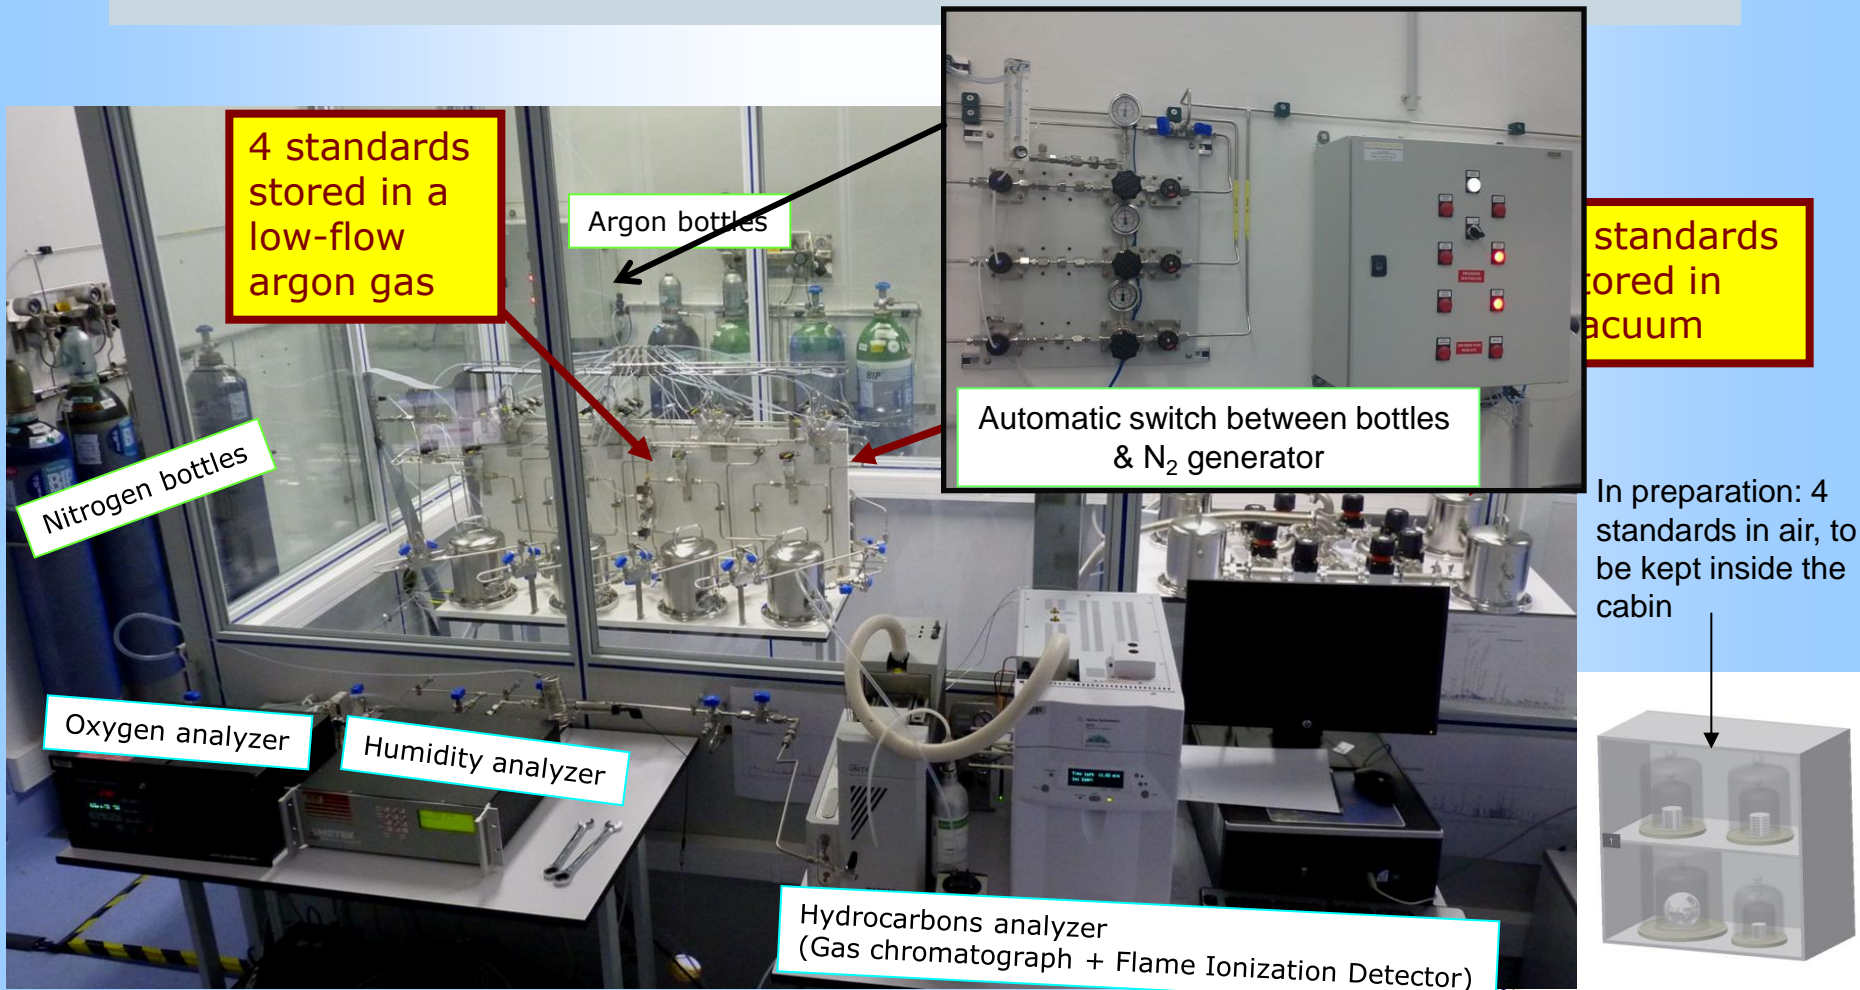 4 standards
stored in a
low-flow
argon gas
Argon bottles
standards
tored in
acuum
Automatic switch between bottles
& N₂ generator
Nitrogen bottles
In preparation: 4
standards in air, to
be kept inside the
cabin
Oxygen analyzer
Humidity analyzer
Hydrocarbons analyzer
(Gas chromatograph + Flame Ionization Detector)